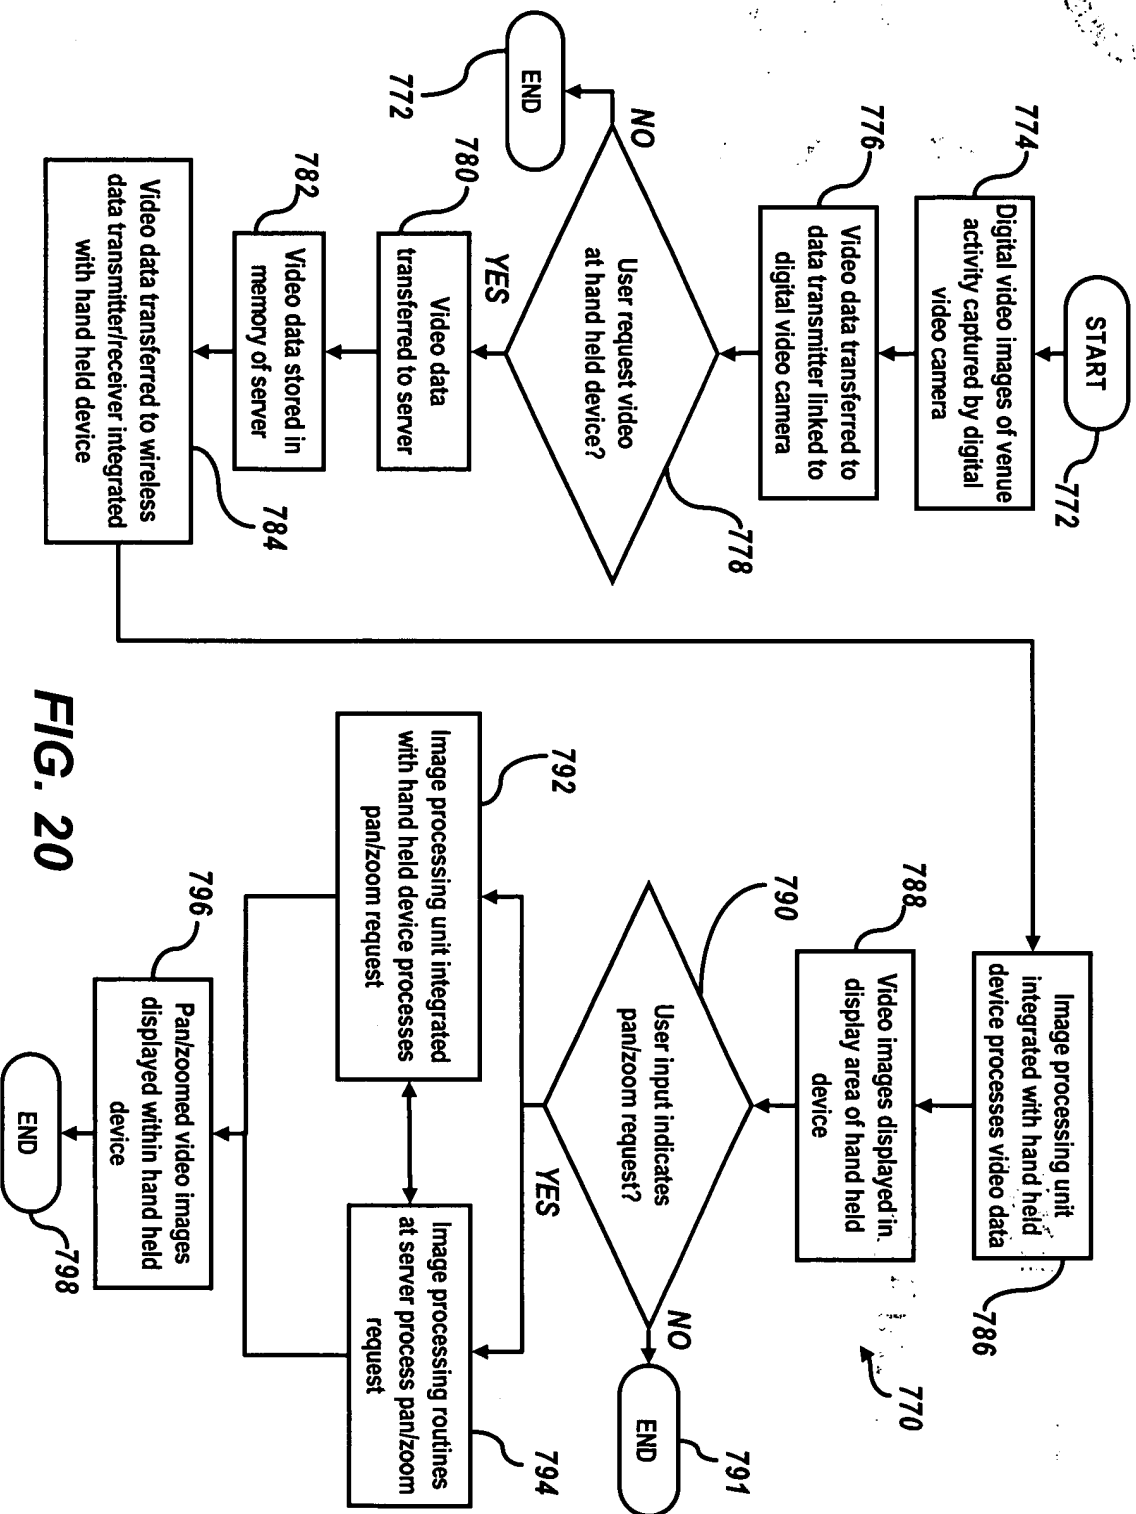 START
772
774
Digital video images of venue
activity captured by digital
video camera
776
Video data transferred to
data transmitter linked to
digital video camera
778
User request video
at hand held device?
NO
END
772
YES
780
Video data
transferred to server
782
Video data stored in
memory of server
784
Video data transferred to wireless
data transmitter/receiver integrated
with hand held device
Image processing unit
integrated with hand held
device processes video data
786
770
788
Video images displayed in
display area of hand held
device
790
User input indicates
pan/zoom request?
NO
END
791
YES
792
Image processing unit integrated
with hand held device processes
pan/zoom request
Image processing routines
at server process pan/zoom
request
794
796
Pan/zoomed video images
displayed within hand held
device
END
798
FIG. 20